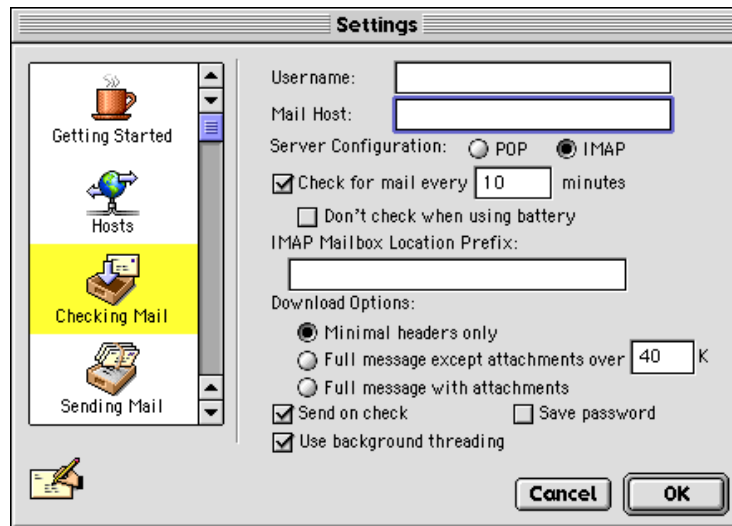 Settings
Getting Started
Hosts
Checking Mail
Sending Mail
Username:
Mail Host:
Server Configuration: POP IMAP
Check for mail every 10 minutes
Don't check when using battery
IMAP Mailbox Location Prefix:
Download Options:
Minimal headers only
Full message except attachments over 40 K
Full message with attachments
Send on check Save password
Use background threading
Cancel OK